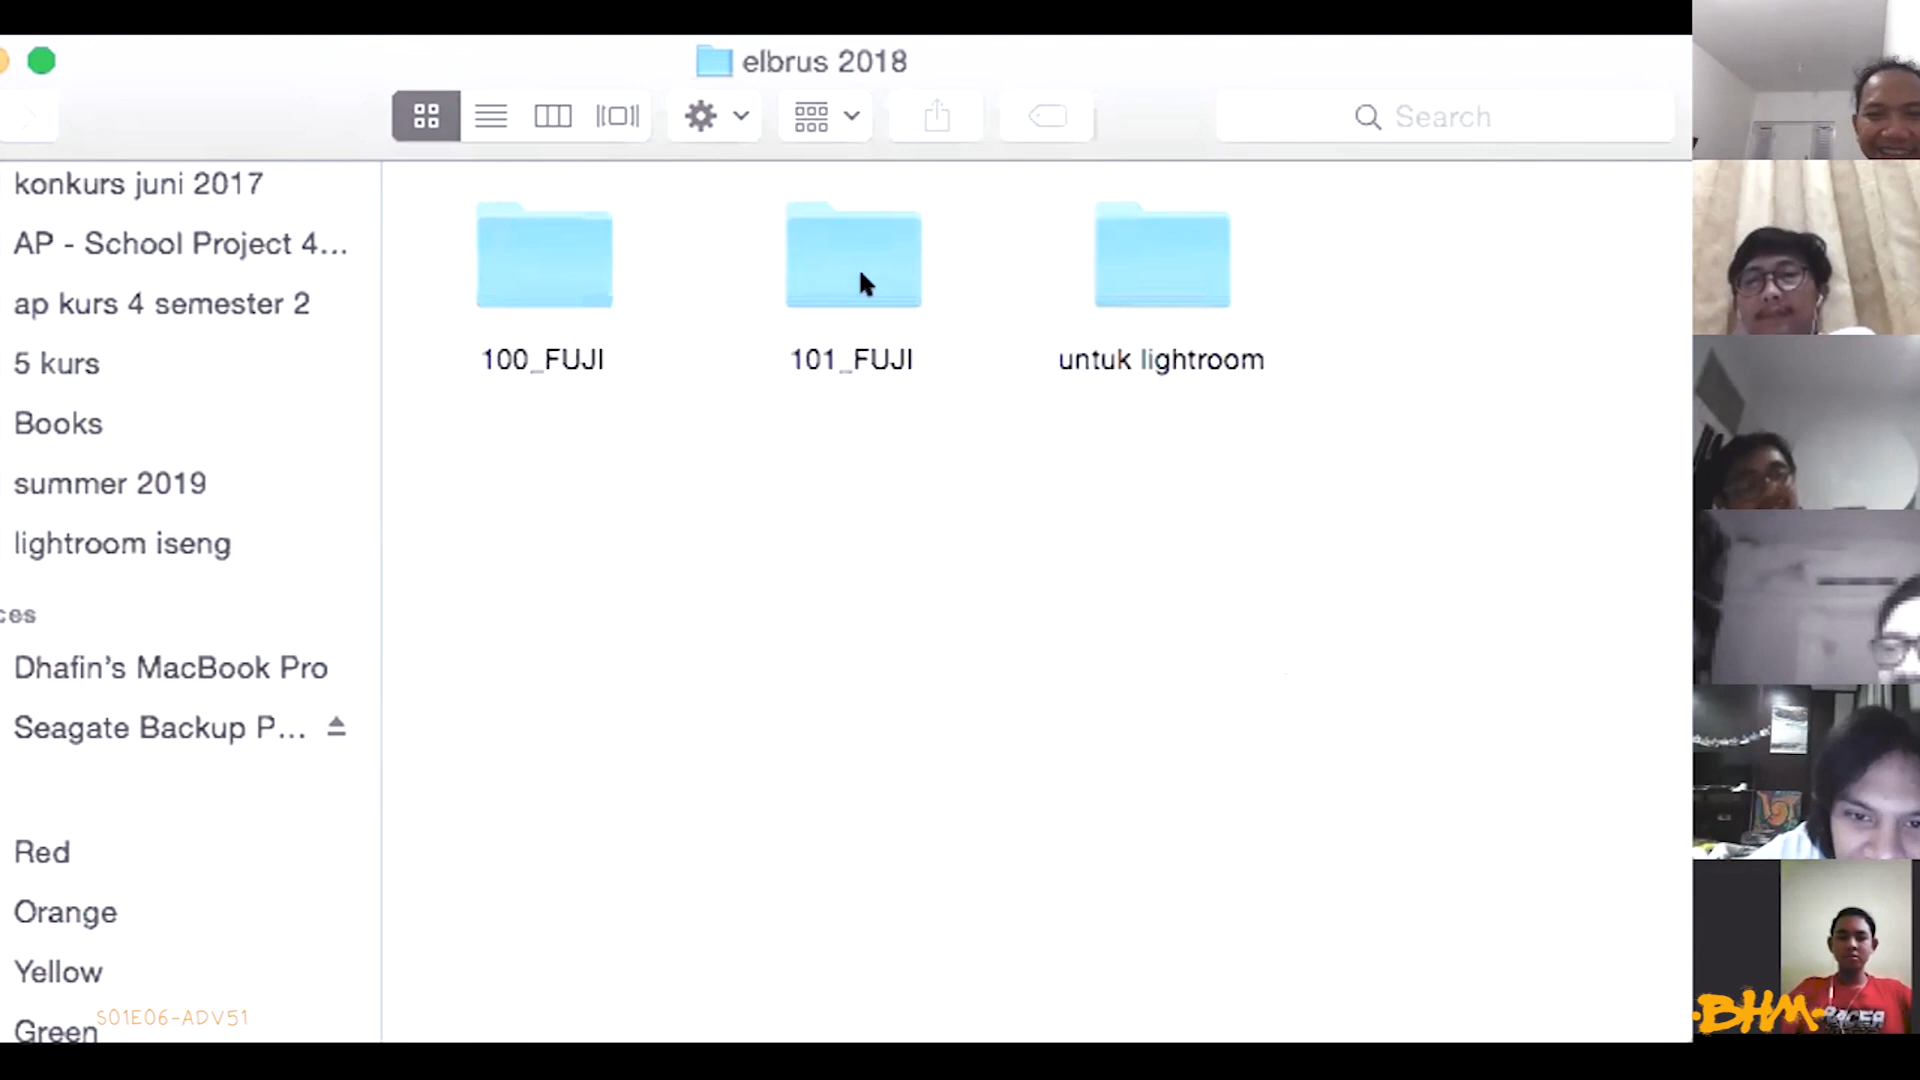 elbrus 2018
Search
konkurs juni 2017
AP - School Project 4...
ap kurs 4 semester 2
5 kurs
Books
summer 2019
lightroom iseng
ces
Dhafin's MacBook Pro
Seagate Backup P...
Red
Orange
Yellow
Green
100_FUJI
101_FUJI
untuk lightroom
S01E06-ADV51
BHM